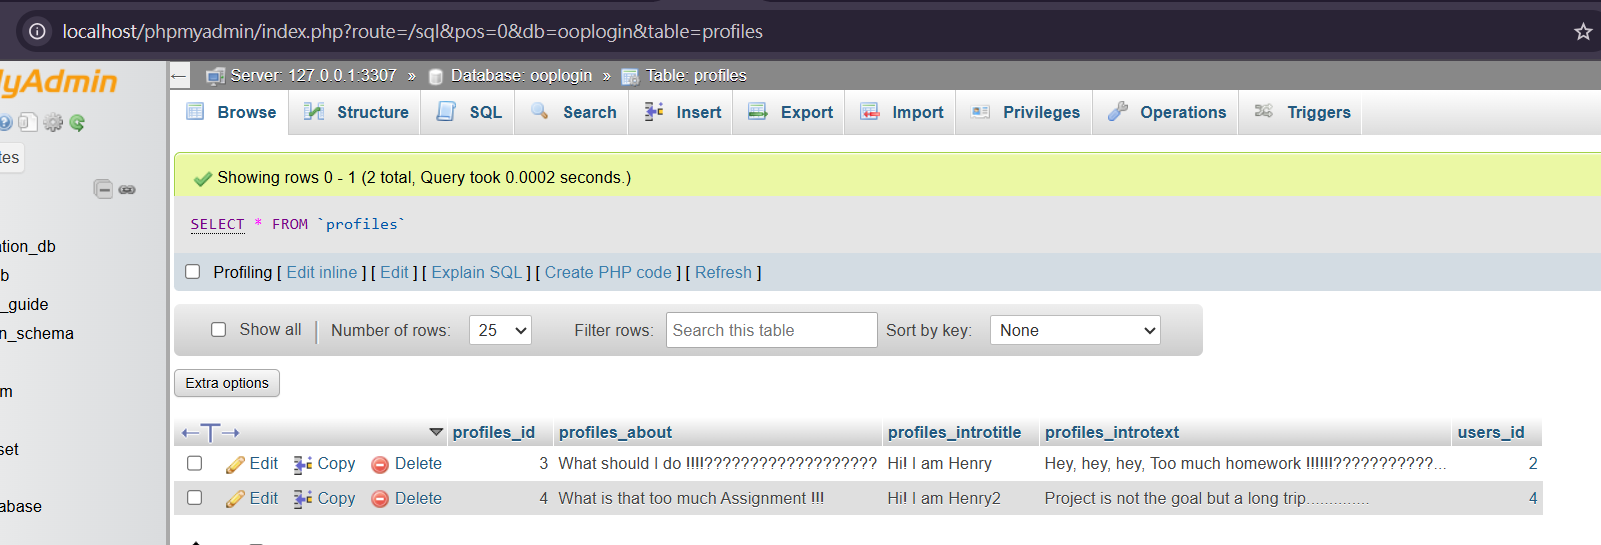 localhost/phpmyadmin/index.php?route=/sql&pos=0&db=ooplogin&table=profiles
lyAdmin
Server: 127.0.0.1:3307 » Database: ooplogin » Table: profiles
Browse Structure SQL Search Insert Export Import Privileges Operations Triggers
tes
Showing rows 0 - 1 (2 total, Query took 0.0002 seconds.)
SELECT * FROM `profiles`
ation_db
b
_guide
n_schema
m
set
abase
Profiling [ Edit inline ] [ Edit ] [ Explain SQL ] [ Create PHP code ] [ Refresh ]
Show all Number of rows: 25 Filter rows: Search this table Sort by key: None
Extra options
profiles_id profiles_about profiles_introtitle profiles_introtext users_id
Edit Copy Delete 3 What should I do !!!!??????????????????? Hi! I am Henry Hey, hey, hey, Too much homework !!!!!!???????????... 2
Edit Copy Delete 4 What is that too much Assignment !!! Hi! I am Henry2 Project is not the goal but a long trip.............. 4